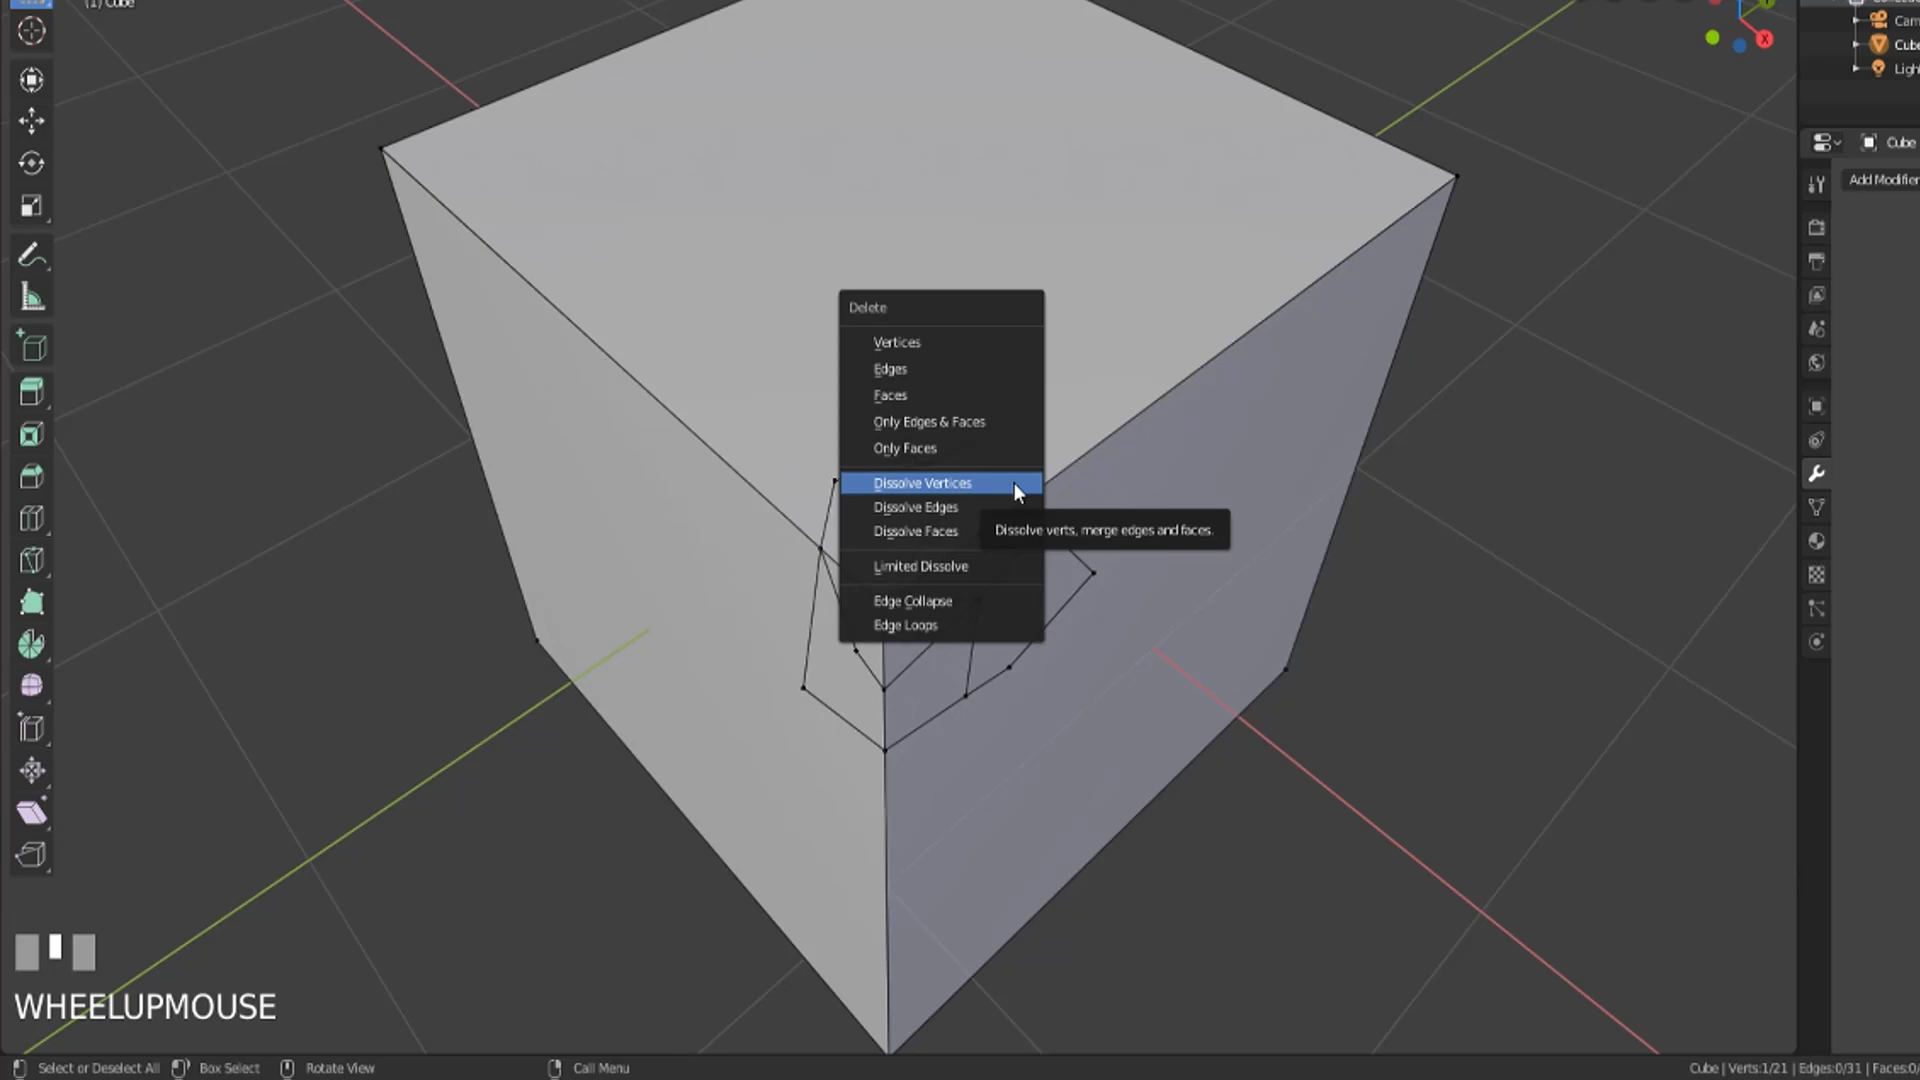 (1) Cube
Cam
Cube
Ligh
Cube
Add Modifier
Delete
Vertices
Edges
Faces
Only Edges & Faces
Only Faces
Dissolve Vertices
Dissolve Edges
Dissolve Faces
Dissolve verts, merge edges and faces.
Limited Dissolve
Edge Collapse
Edge Loops
X
WHEELUPMOUSE
Select or Deselect All
Box Select
Rotate View
Call Menu
Cube | Verts:1/21 | Edges:0/31 | Faces:0/